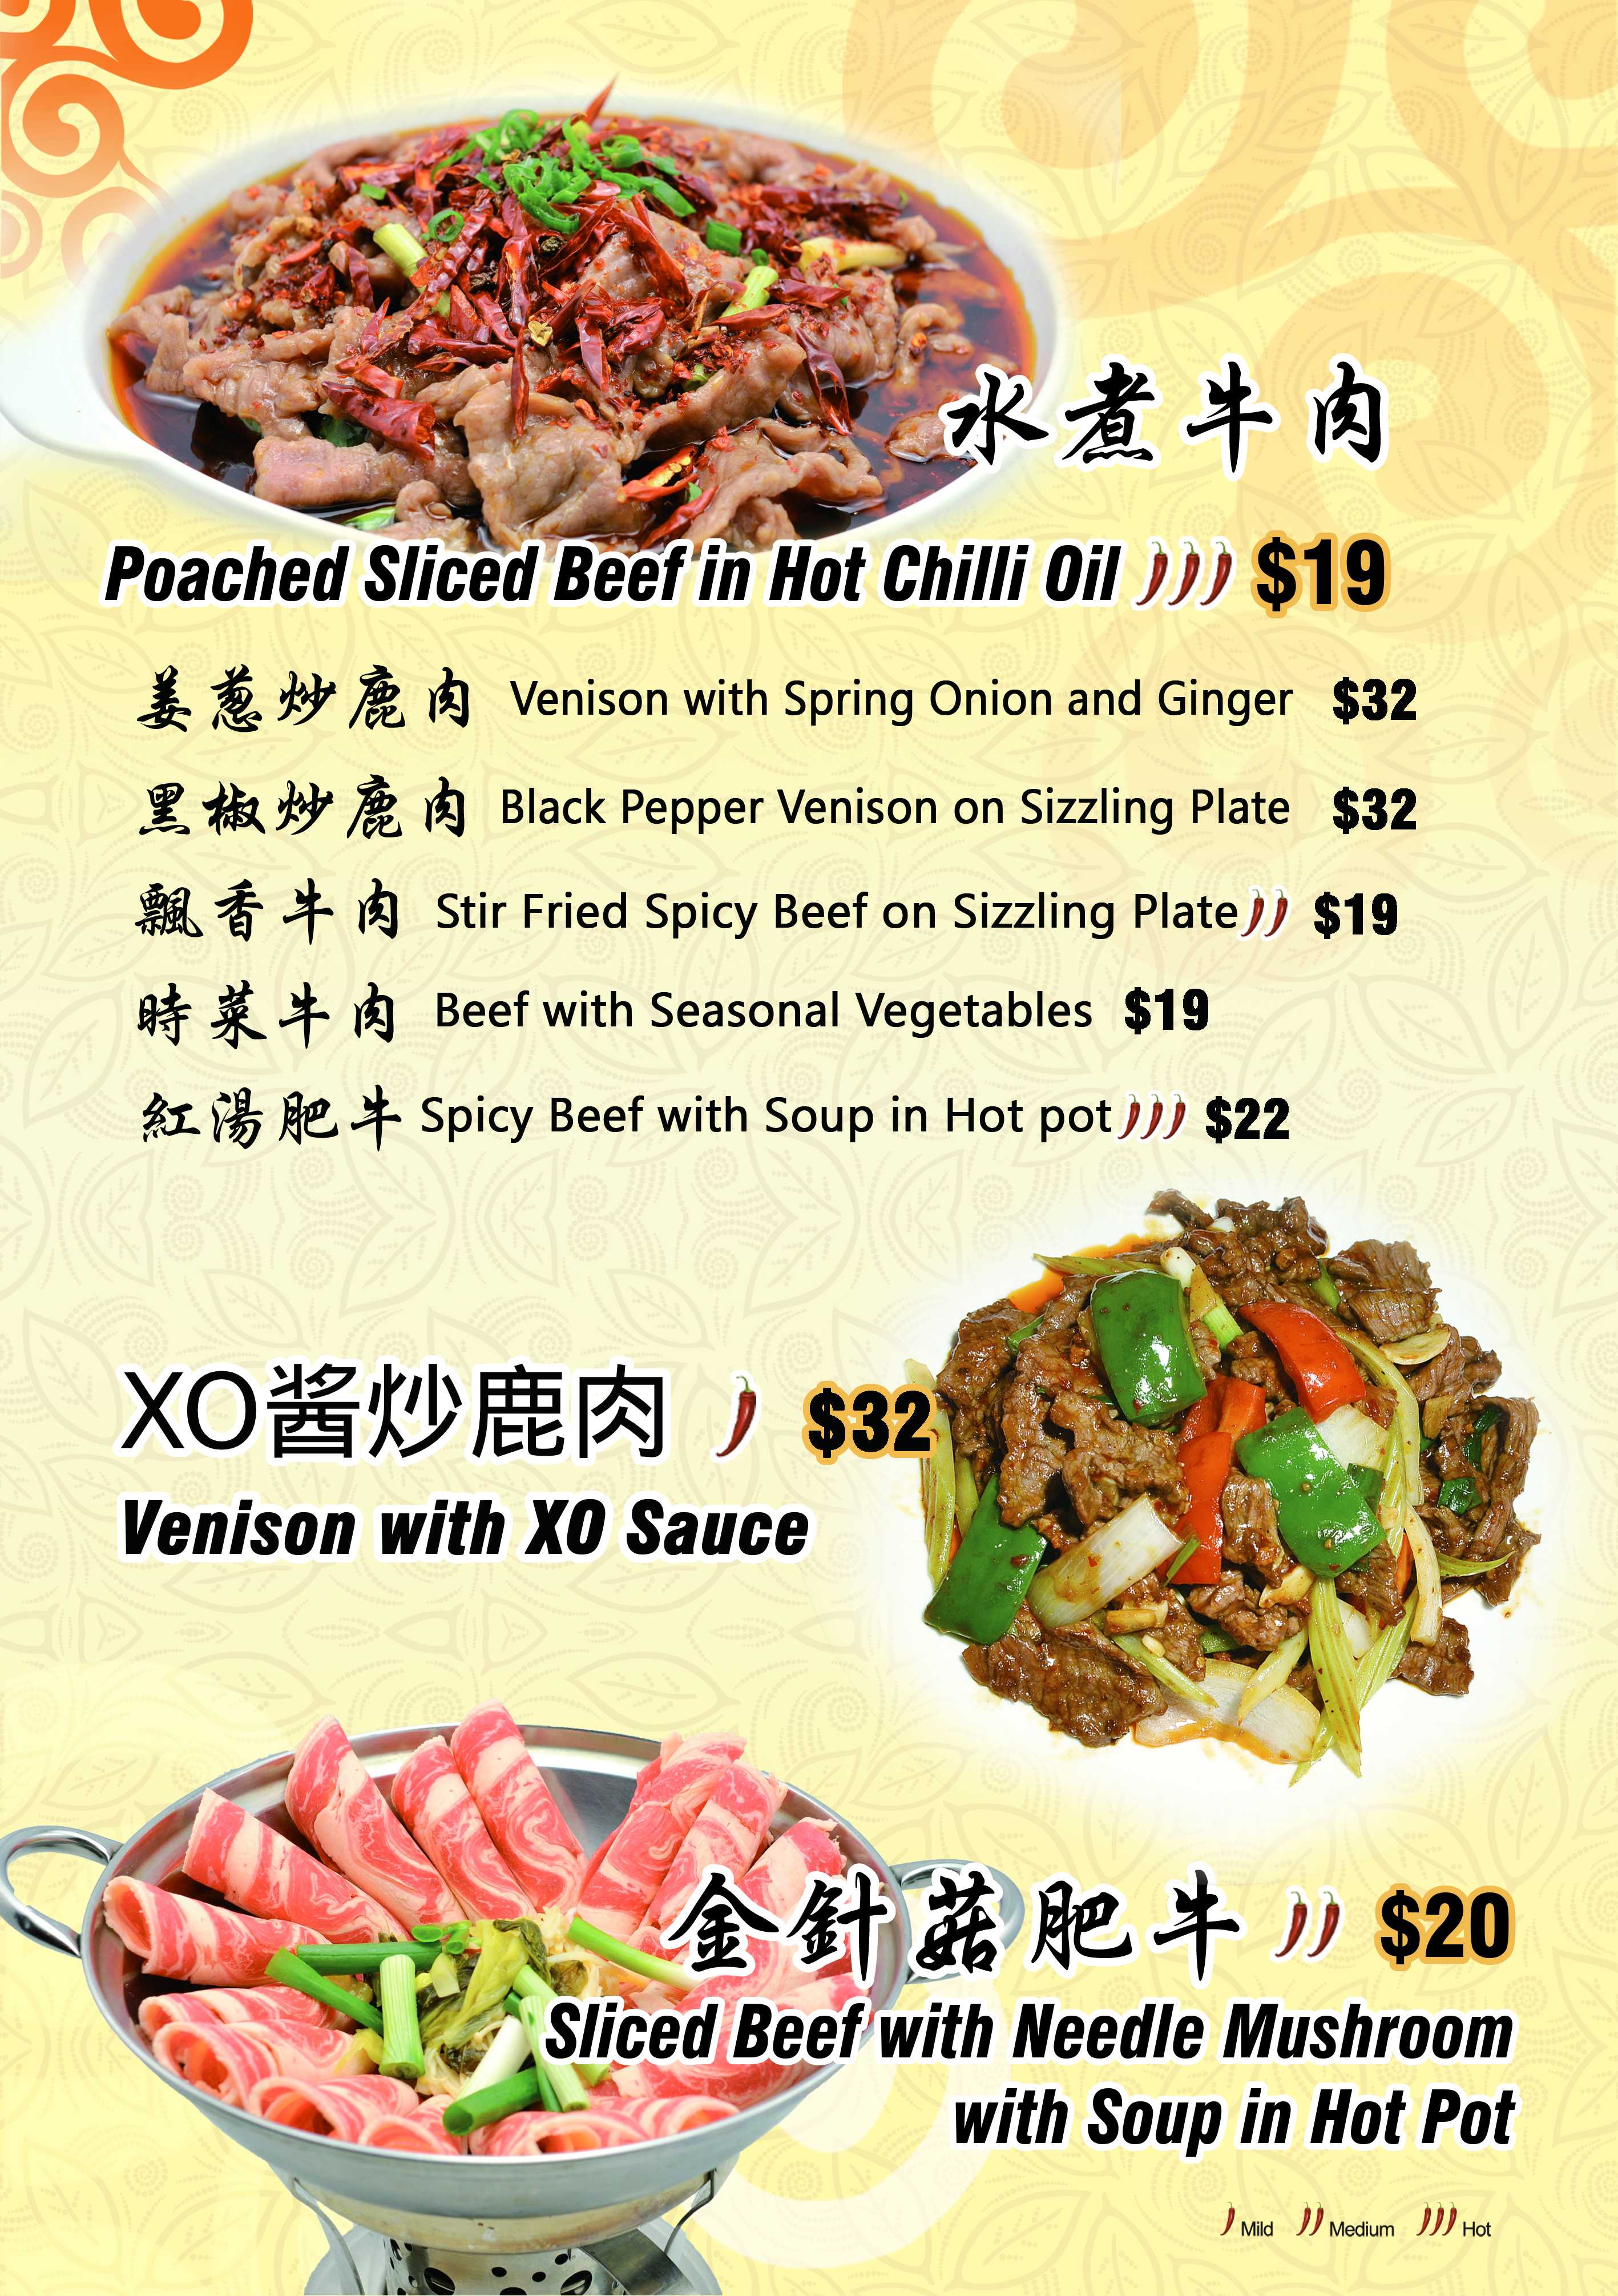 水煮牛肉
Poached Sliced Beef in Hot Chilli Oil $19
姜蔥炒鹿肉 Venison with Spring Onion and Ginger $32
黑椒炒鹿肉 Black Pepper Venison on Sizzling Plate $32
飄香牛肉 Stir Fried Spicy Beef on Sizzling Plate $19
時菜牛肉 Beef with Seasonal Vegetables $19
紅湯肥牛 Spicy Beef with Soup in Hot pot $22
XO酱炒鹿肉 $32
Venison with XO Sauce
金針菇肥牛 $20
Sliced Beef with Needle Mushroom
with Soup in Hot Pot
Mild Medium Hot